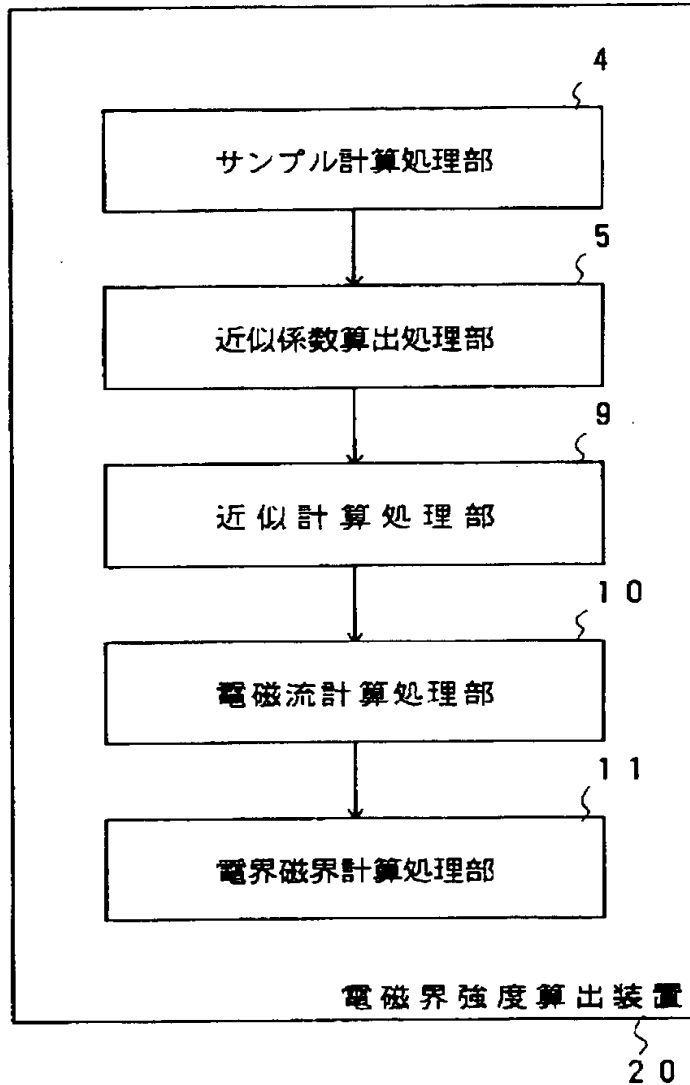 4
サンプル計算処理部
5
近似係数算出処理部
9
近似計算処理部
10
電磁流計算処理部
11
電界磁界計算処理部
電磁界強度算出装置
20